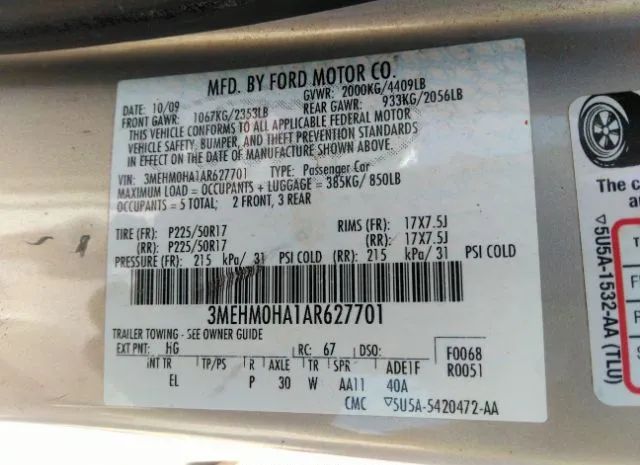 MFD. BY FORD MOTOR CO.
10/09 GVWR: 2000KG/4409LB
FRONT GAWR: 1067KG/2353LB REAR GAWR: 933KG/2056LB
THIS VEHICLE CONFORMS TO ALL APPLICABLE FEDERAL MOTOR
VEHICLE SAFETY, BUMPER, AND THEFT PREVENTION STANDARDS
IN EFFECT ON THE DATE OF MANUFACTURE SHOWN ABOVE.
VIN: 3MEHM0HA1AR627701 TYPE: Passenger Car
MAXIMUM LOAD = OCCUPANTS + LUGGAGE = 385KG/ 850LB
OCCUPANTS = 5 TOTAL; 2 FRONT, 3 REAR
TIRE (FR): P225/50R17 RIMS (FR): 17X7.5J
(RR): P225/50R17 (RR): 17X7.5J
PRESSURE (FR): 215 kPa/ 31 PSI COLD (RR): 215 kPa/ 31 PSI COLD
3MEHM0HA1AR627701
TRAILER TOWING - SEE OWNER GUIDE
EXT PNT: HG RC: 67 DSO: F0068
INT TR TP/PS R AXLE TR SPR ADE1F R0051
EL P 30 W AA11 40A
CMC ▽5U5A-5420472-AA
The c
a
▽5U5A-1532-AA (TLU)
T
F
S